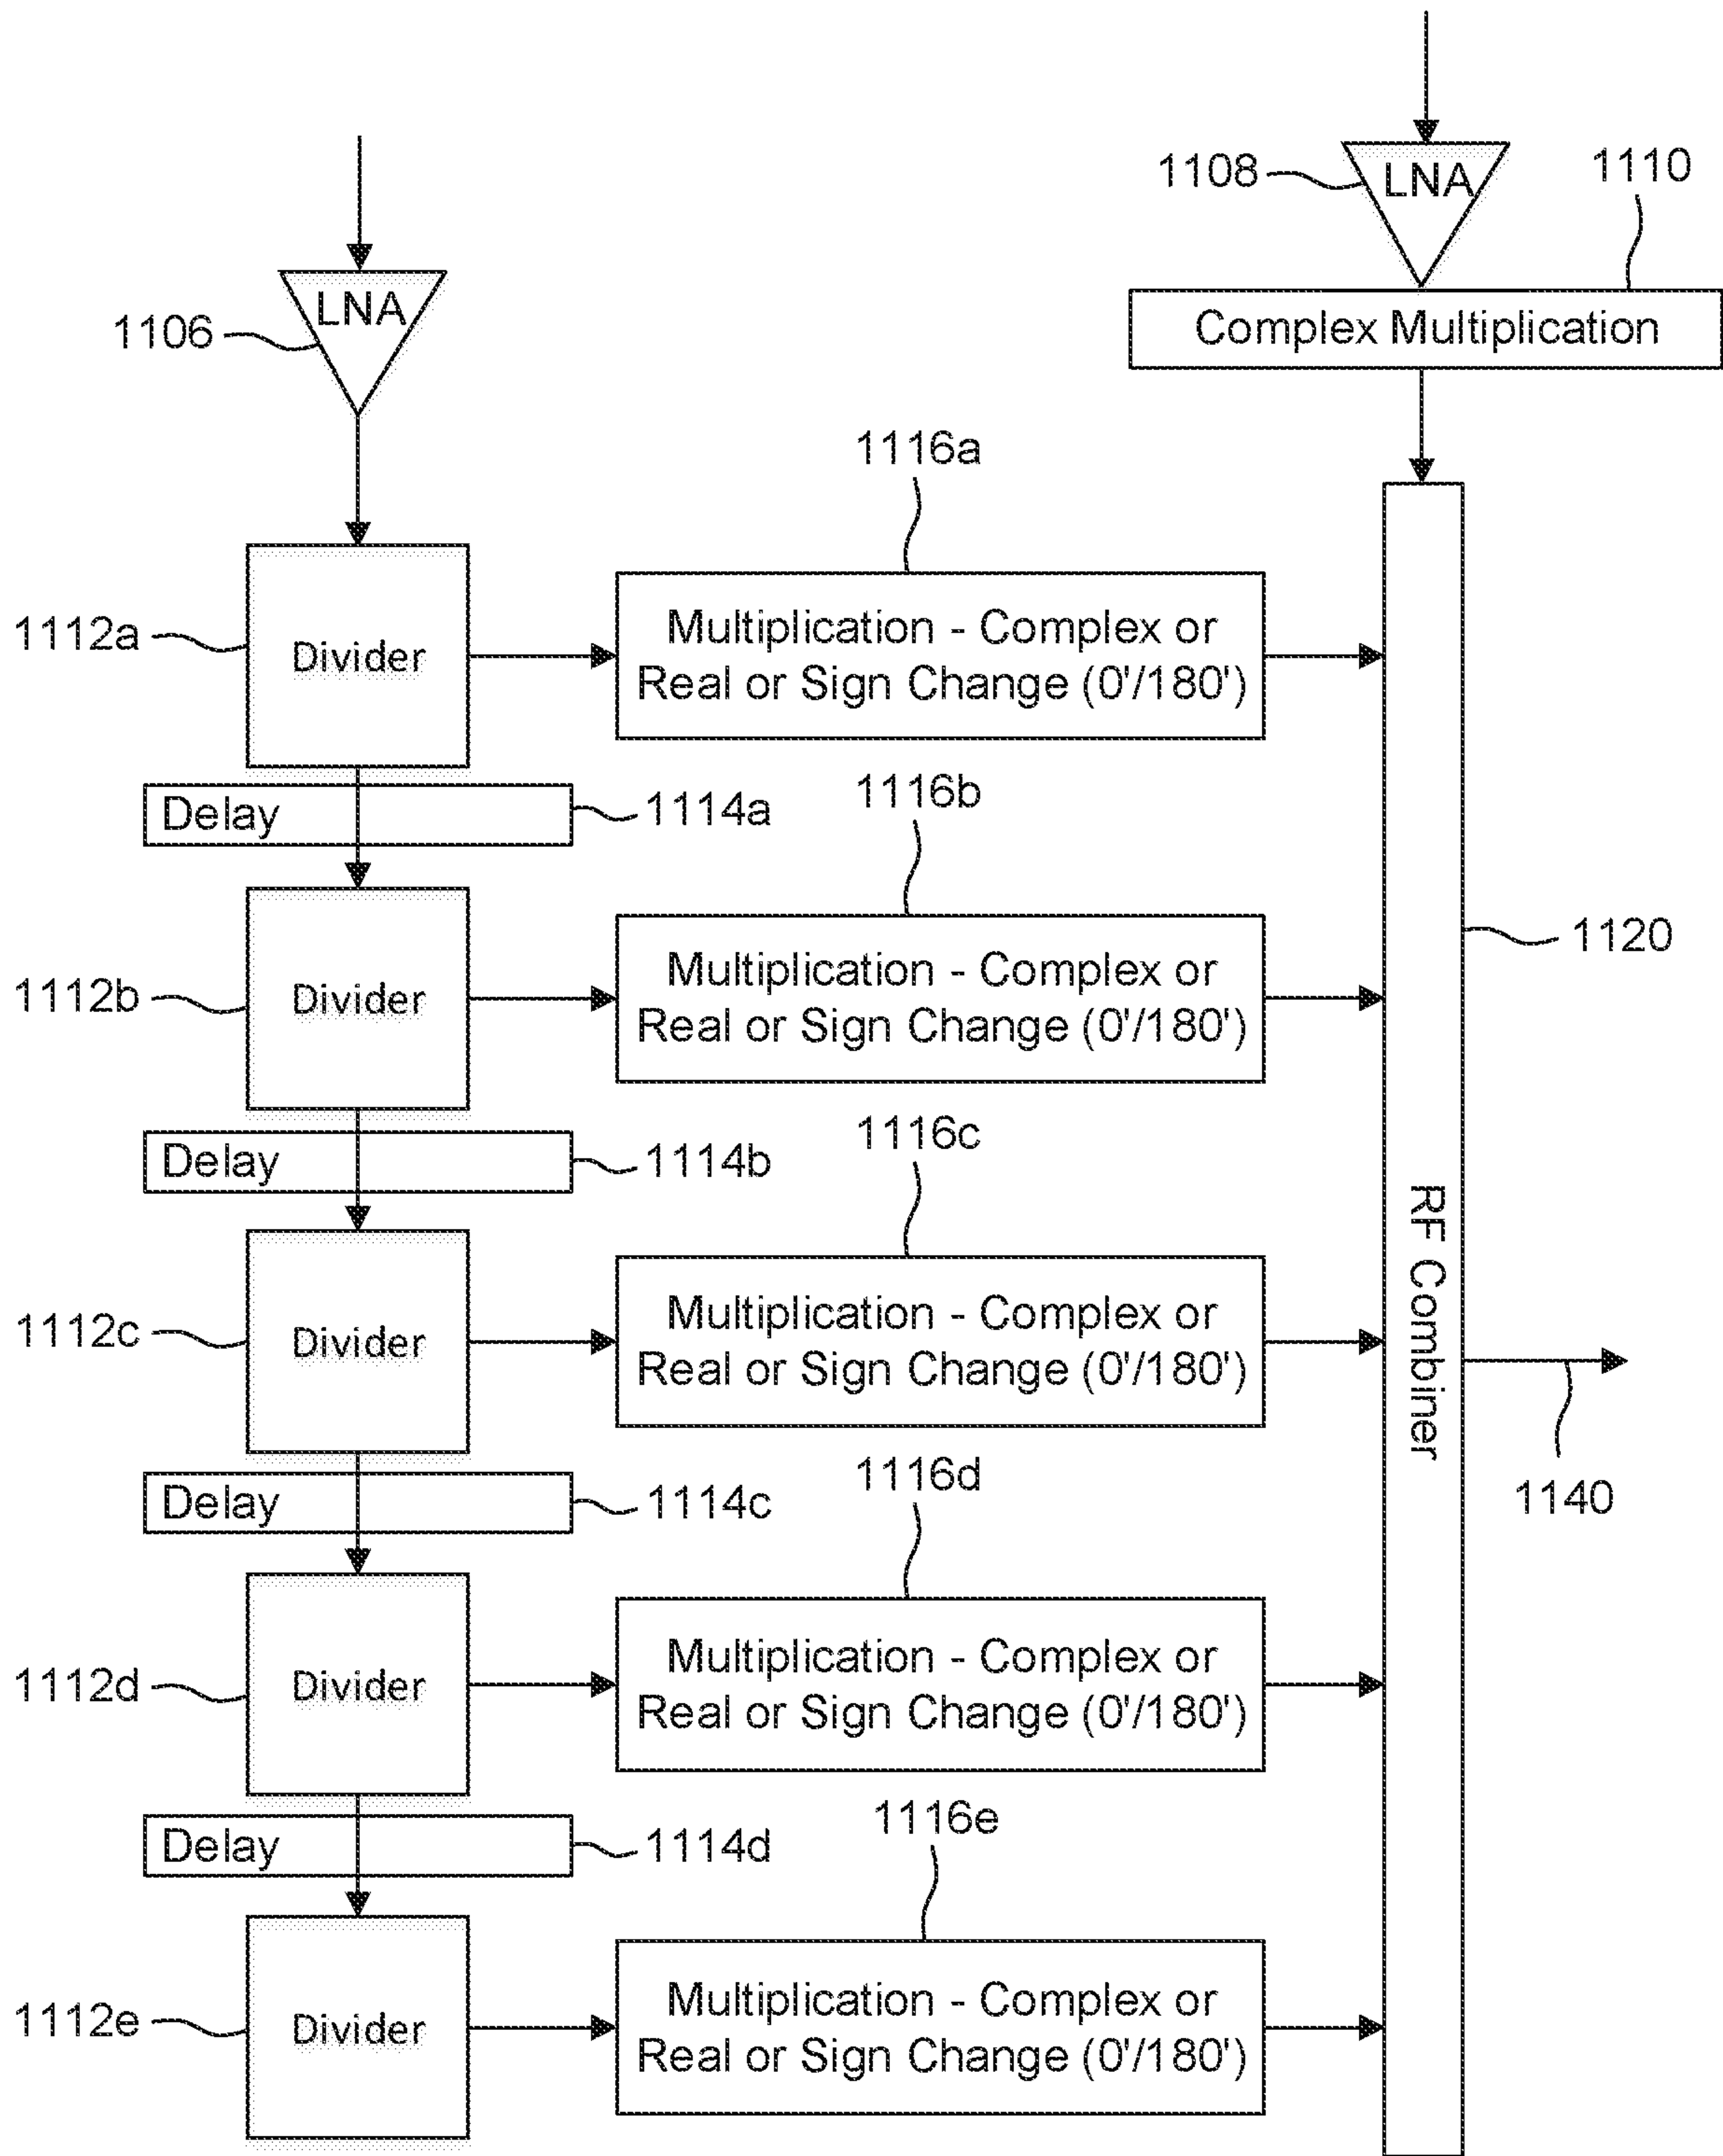 1108
LNA
1110
Complex Multiplication
LNA
1106
1116a
1112a
Divider
Multiplication - Complex or
Real or Sign Change (0'/180')
Delay
1114a
1116b
1112b
Divider
Multiplication - Complex or
Real or Sign Change (0'/180')
1120
Delay
1114b
1116c
1112c
Divider
Multiplication - Complex or
Real or Sign Change (0'/180')
RF Combiner
1140
Delay
1114c
1116d
1112d
Divider
Multiplication - Complex or
Real or Sign Change (0'/180')
Delay
1114d
1116e
1112e
Divider
Multiplication - Complex or
Real or Sign Change (0'/180')